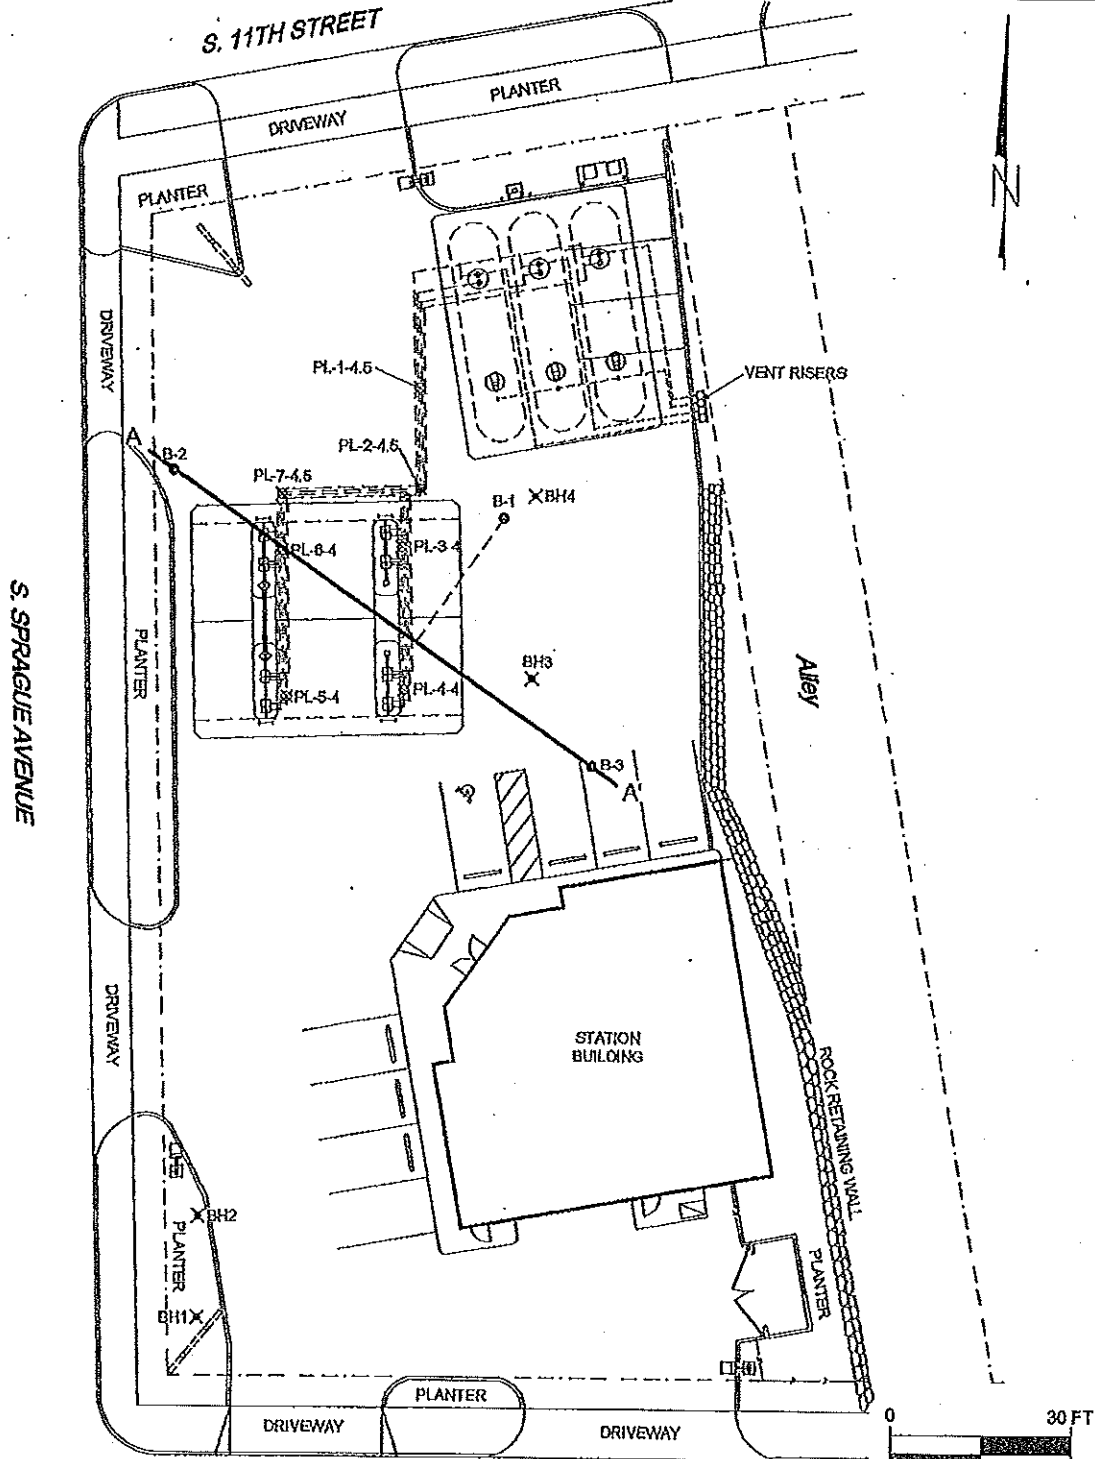 S. 11TH STREET
PLANTER
DRIVEWAY
PLANTER
N
DRIVEWAY
PL-1-4.5
VENT RISERS
A
B-2
PL-2-4.5
PL-7-4.5
BH4
B-1
PL-6-4
PL-3-4
S. SPRAGUE AVENUE
PLANTER
BH3
Alley
PL-5-4
PL-4-4
B-3
A'
DRIVEWAY
STATION
BUILDING
ROCK RETAINING WALL
BH2
PLANTER
PLANTER
BH1
PLANTER
DRIVEWAY
DRIVEWAY
0
30 FT